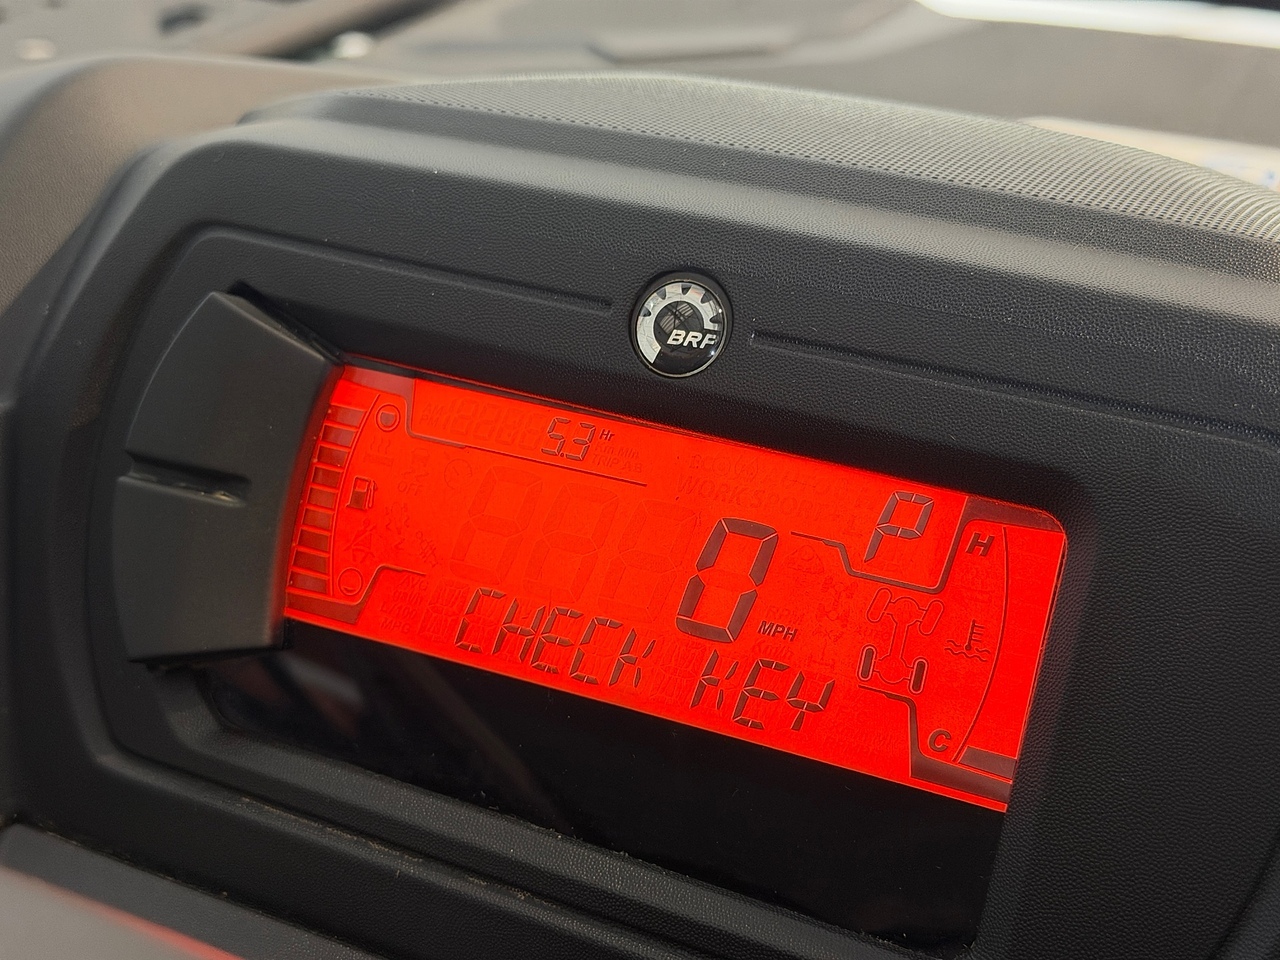 BRP
5.3 Hr
P
H
0 MPH
CHECK KEY
C